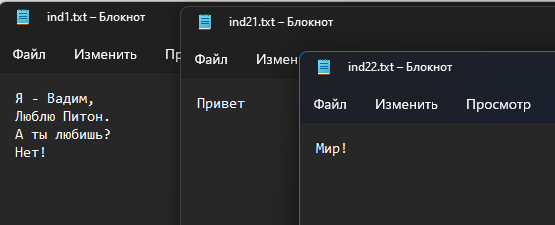 ind1.txt – Блокнот
Файл Изменить
Я - Вадим,
Люблю Питон.
А ты любишь?
Нет!
ind21.txt – Блокнот
Файл
Привет
ind22.txt – Блокнот
Файл Изменить Просмотр
Мир!